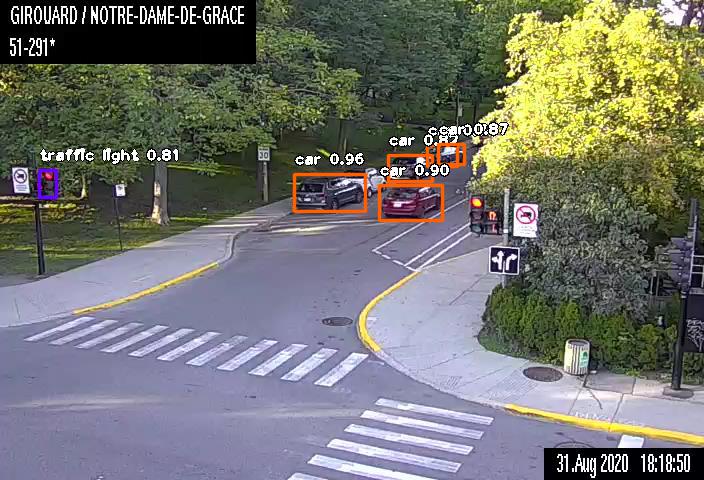 GIROUARD / NOTRE-DAME-DE-GRACE
51-291*
traffic light 0.81
car 0.96
car 0.87
car 0.90
30
31.Aug 2020 18:18:50